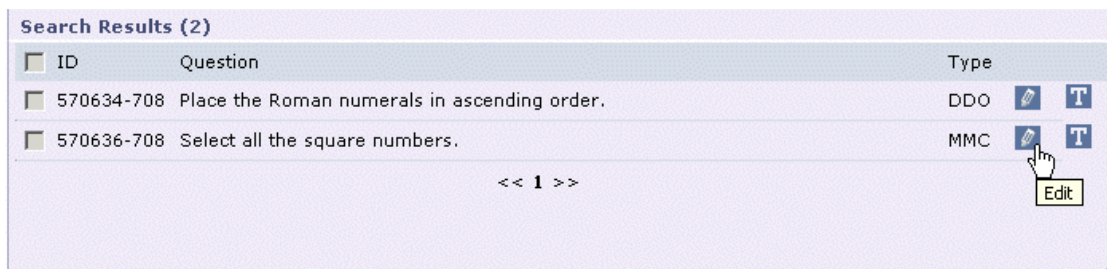 Search Results (2)
ID Question Type
570634-708 Place the Roman numerals in ascending order. DDO T
570636-708 Select all the square numbers. MMC T
<< 1 >>
Edit